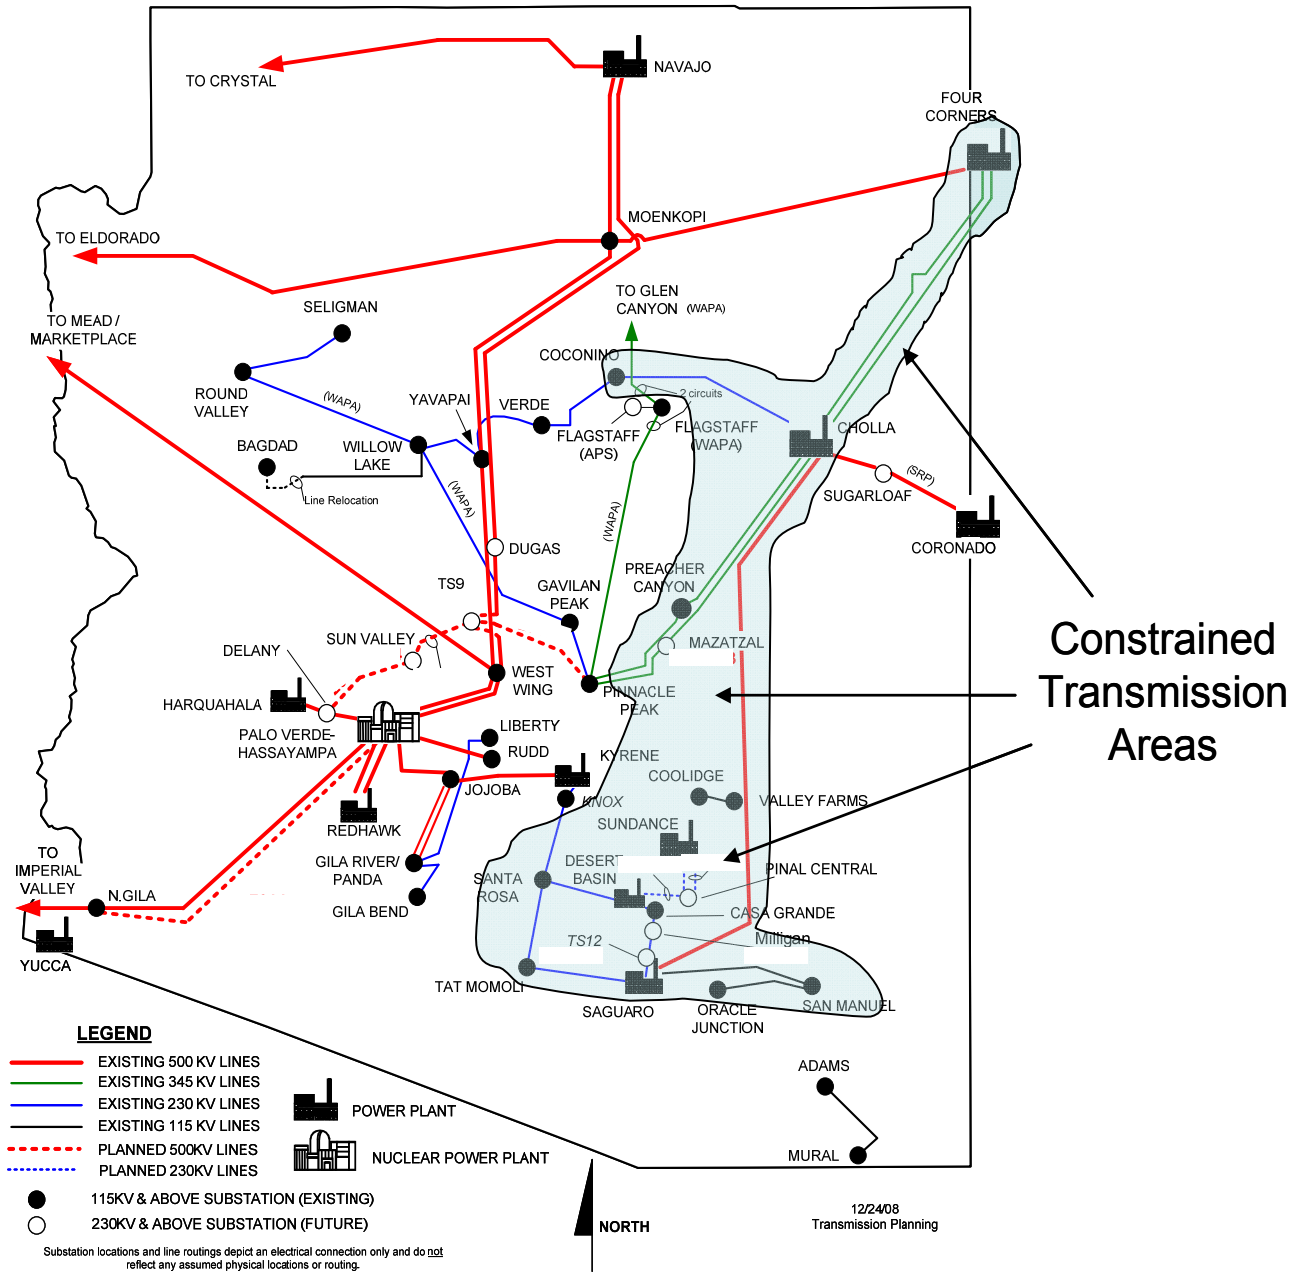 NAVAJO
TO CRYSTAL
FOUR
CORNERS
MOENKOPI
TO ELDORADO
TO GLEN
CANYON (WAPA)
SELIGMAN
TO MEAD /
MARKETPLACE
COCONINO
ROUND
VALLEY
(WAPA)
YAVAPAI
VERDE
2 circuits
FLAGSTAFF
(APS)
FLAGSTAFF
(WAPA)
CHOLLA
BAGDAD
WILLOW
LAKE
Line Relocation
(WAPA)
(WAPA)
SUGARLOAF
(SRP)
CORONADO
DUGAS
TS9
GAVILAN
PEAK
PREACHER
CANYON
Constrained
Transmission
Areas
SUN VALLEY
MAZATZAL
DELANY
WEST
WING
HARQUAHALA
PINNACLE
PEAK
PALO VERDE-
HASSAYAMPA
LIBERTY
RUDD
KYRENE
COOLIDGE
JOJOBA
KNOX
VALLEY FARMS
REDHAWK
SUNDANCE
TO
IMPERIAL
VALLEY
GILA RIVER/
PANDA
DESERT
BASIN
PINAL CENTRAL
SANTA
ROSA
N.GILA
GILA BEND
CASA GRANDE
TS12
Milligan
YUCCA
TAT MOMOLI
SAGUARO
ORACLE
JUNCTION
SAN MANUEL
LEGEND
EXISTING 500 KV LINES
EXISTING 345 KV LINES
EXISTING 230 KV LINES
EXISTING 115 KV LINES
PLANNED 500KV LINES
PLANNED 230KV LINES
POWER PLANT
NUCLEAR POWER PLANT
115KV & ABOVE SUBSTATION (EXISTING)
230KV & ABOVE SUBSTATION (FUTURE)
Substation locations and line routings depict an electrical connection only and do not
reflect any assumed physical locations or routing.
ADAMS
MURAL
NORTH
12/24/08
Transmission Planning